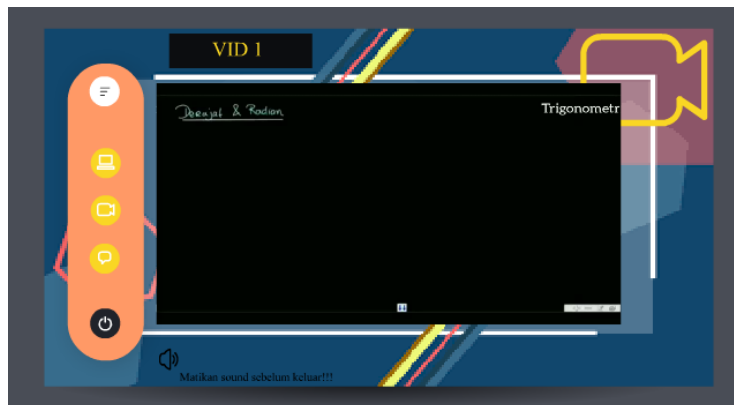 VID 1
Derajat & Radian
Trigonometr
Matikan sound sebelum keluar!!!